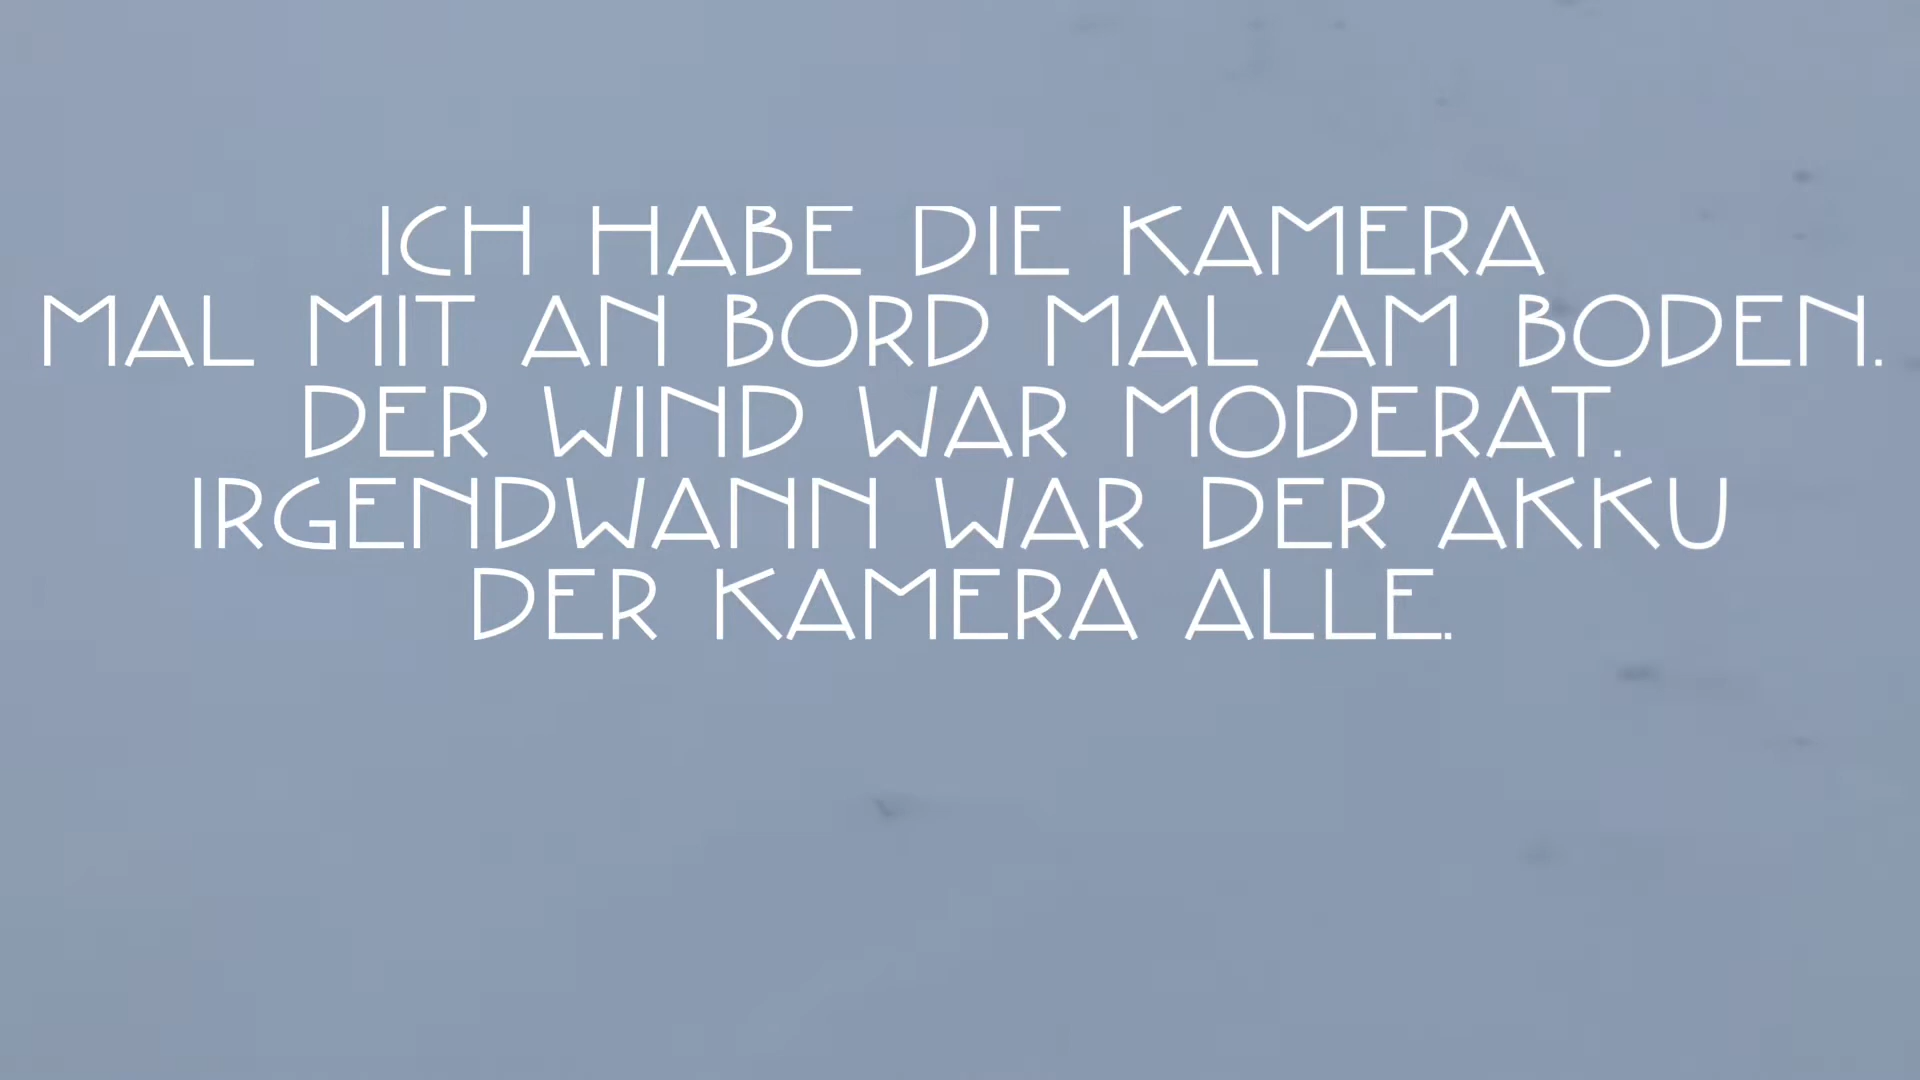 ICH HABE DIE KAMERA
MAL MIT AN BORD MAL AM BODEN.
DER WIND WAR MODERAT.
IRGENDWANN WAR DER AKKU
DER KAMERA ALLE.